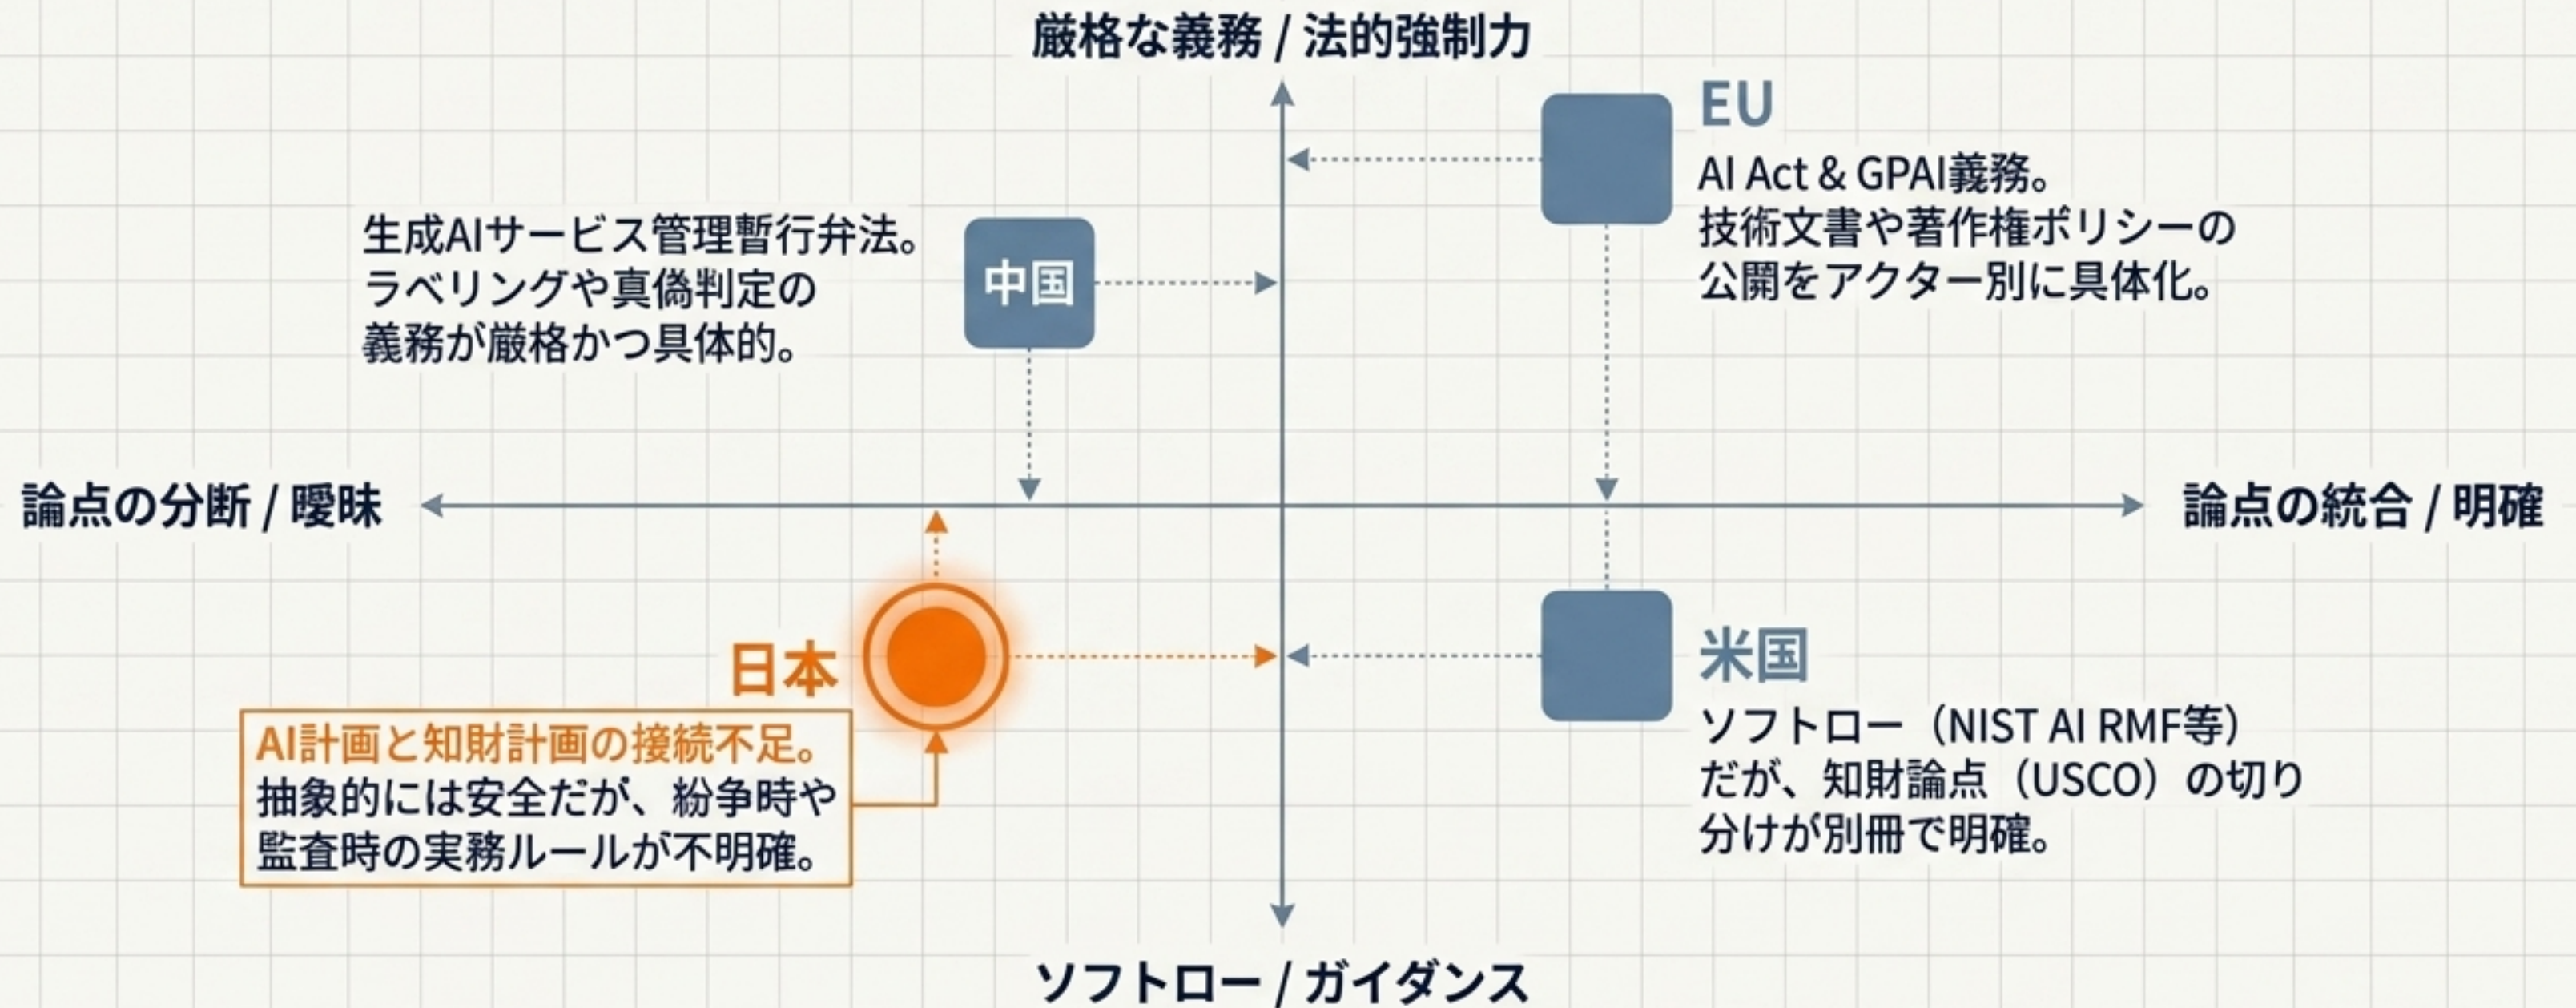 厳格な義務 / 法的強制力
EU
AI Act & GPAI義務。
技術文書や著作権ポリシーの
公開をアクター別に具体化。
生成AIサービス管理暫行弁法。
ラベリングや真偽判定の
義務が厳格かつ具体的。
中国
論点の分断 / 曖昧
論点の統合 / 明確
日本
AI計画と知財計画の接続不足。
抽象的には安全だが、紛争時や
監査時の実務ルールが不明確。
米国
ソフトロー（NIST AI RMF等）
だが、知財論点（USCO）の切り
分けが別冊で明確。
ソフトロー / ガイダンス